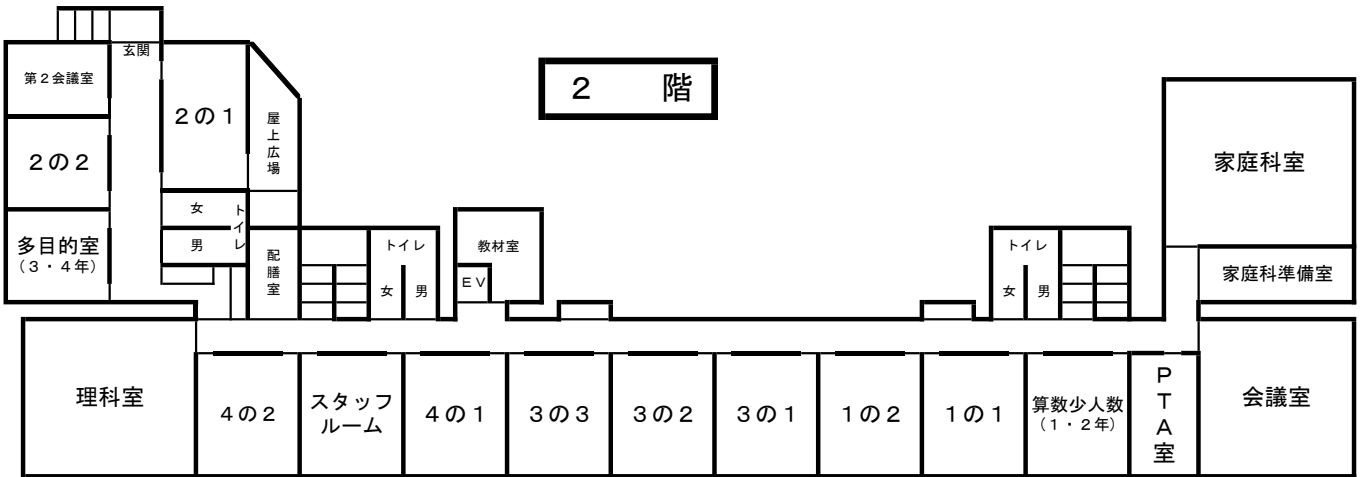 玄関
２　階
第２会議室
２の１
屋上広場
２の２
家庭科室
女
男
トイレ
多目的室
（３・４年）
配膳室
トイレ
女
男
教材室
ＥＶ
トイレ
女
男
家庭科準備室
理科室
４の２
スタッフ
ルーム
４の１
３の３
３の２
３の１
１の２
１の１
算数少人数
（１・２年）
ＰＴＡ室
会議室